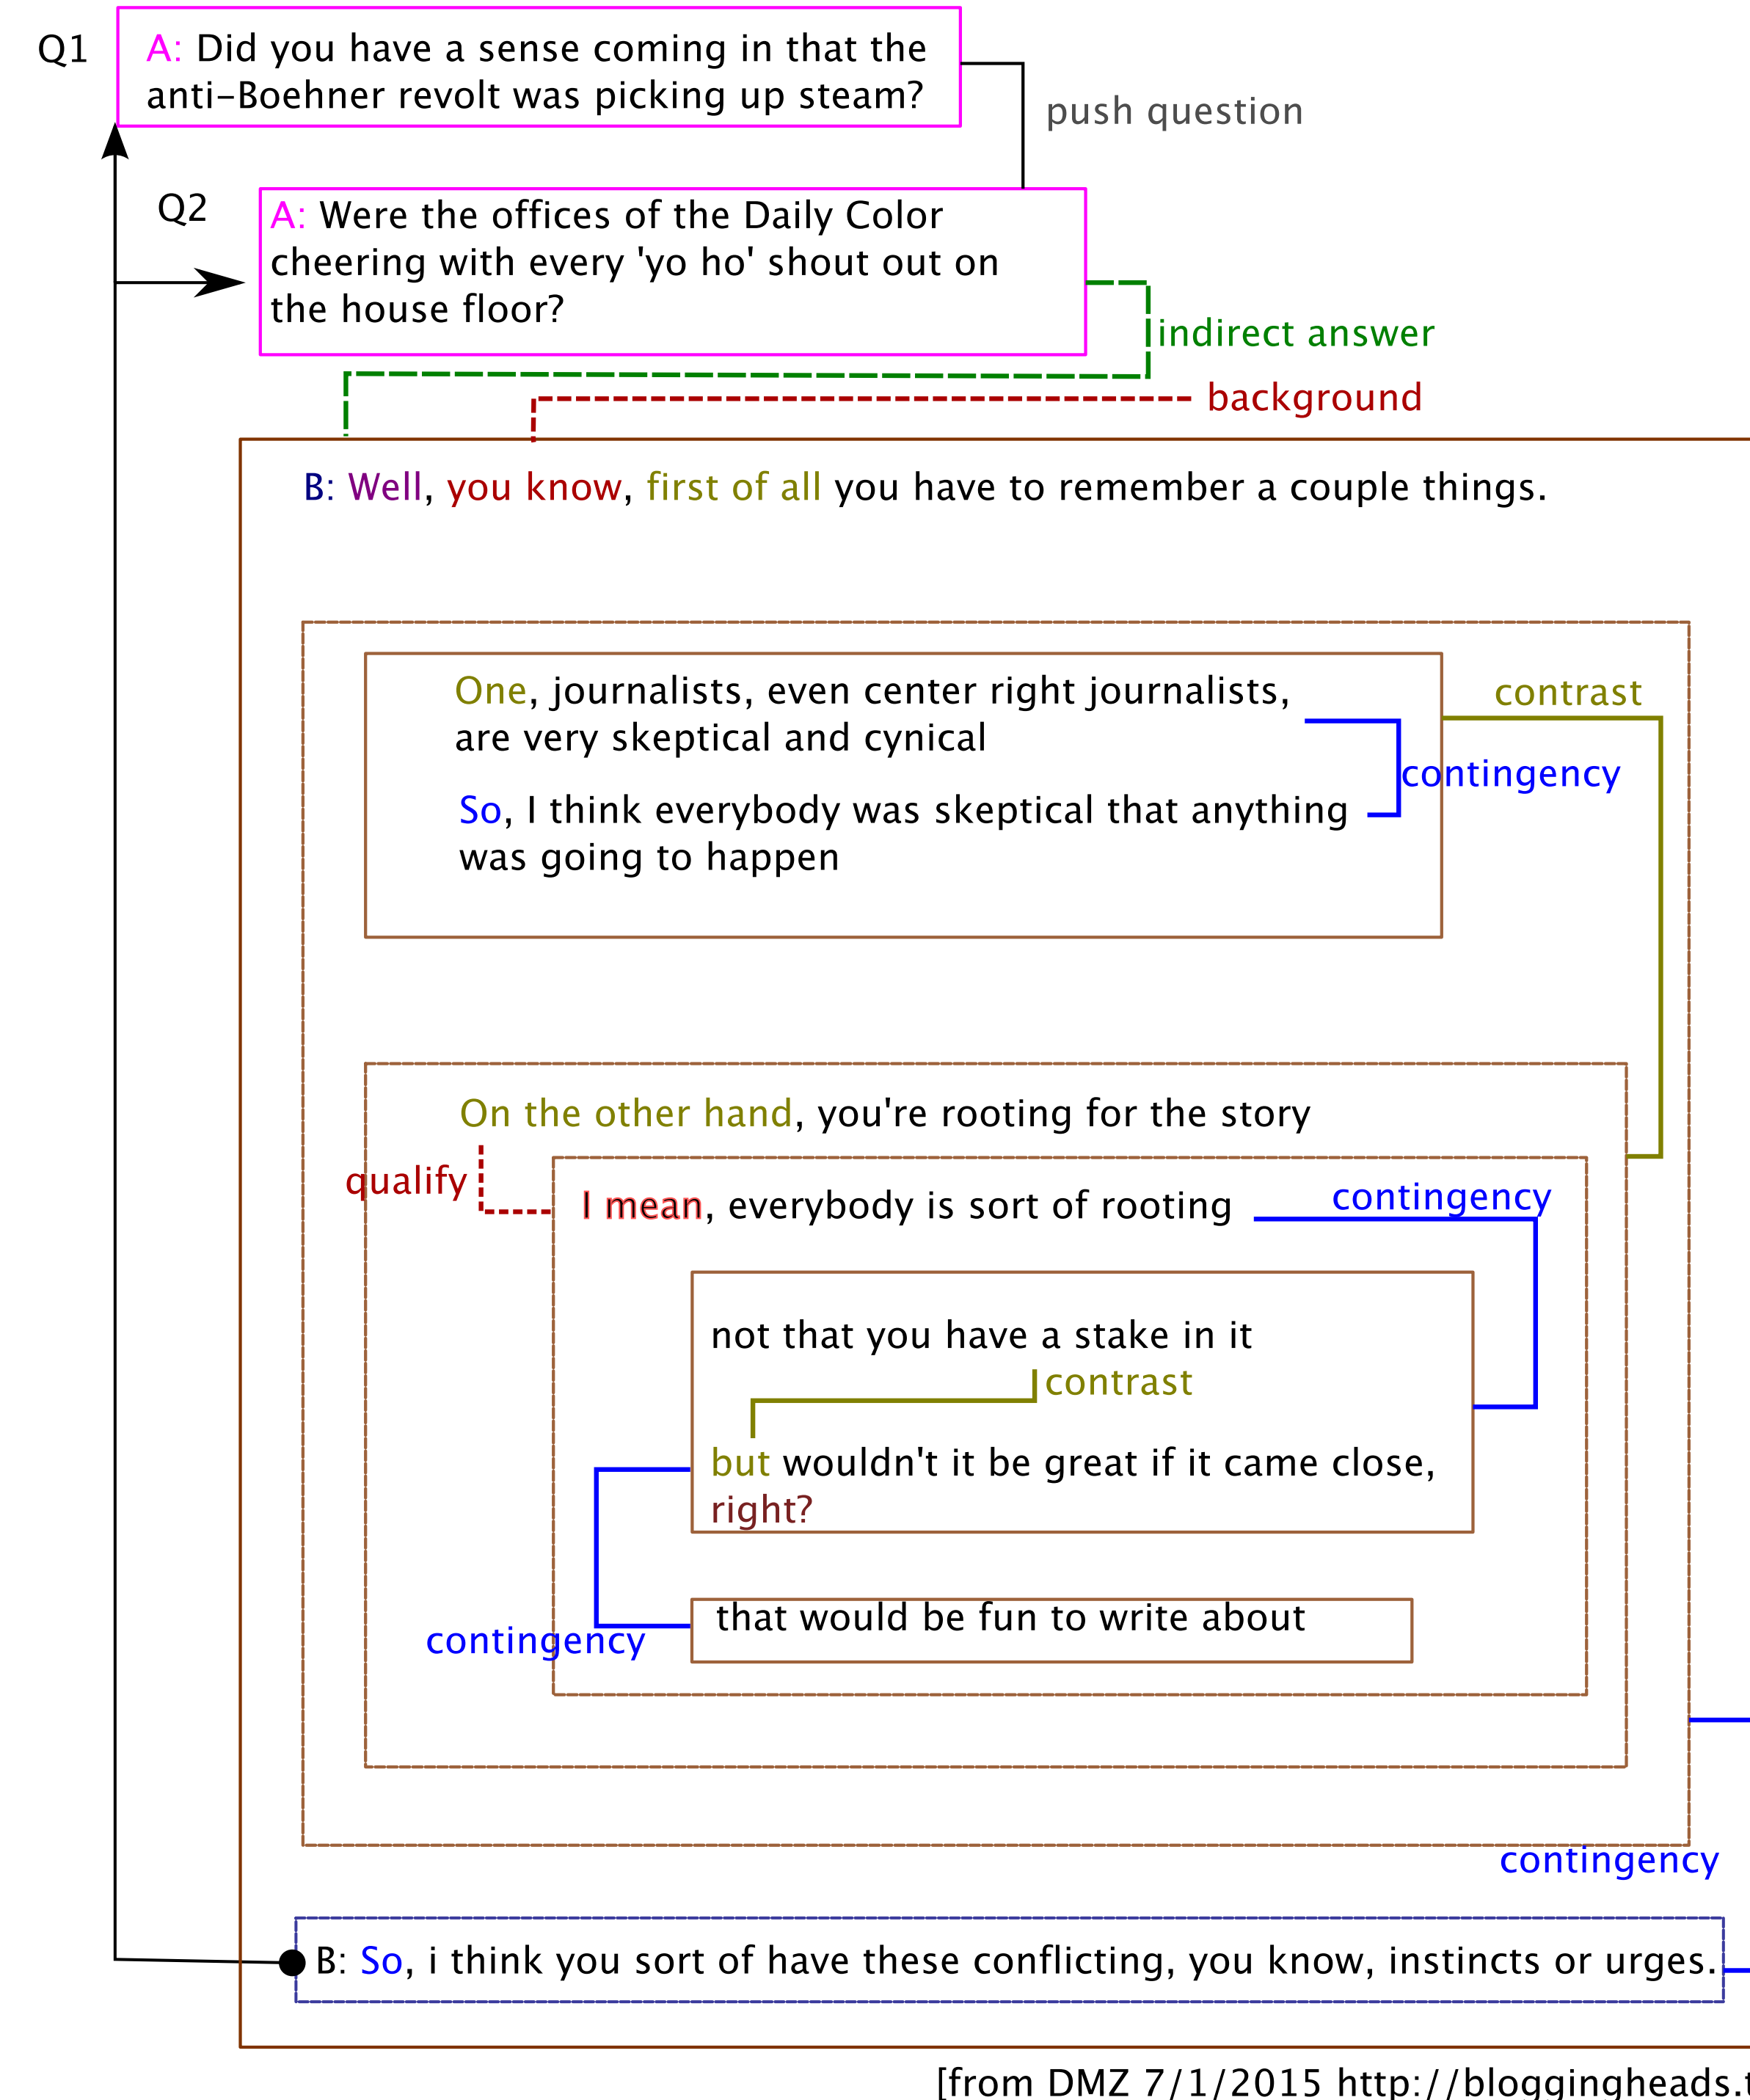 Q1
A: Did you have a sense coming in that the
anti-Boehner revolt was picking up steam?
push question
Q2
A: Were the offices of the Daily Color
cheering with every 'yo ho' shout out on
the house floor?
indirect answer
background
B: Well, you know, first of all you have to remember a couple things.
One, journalists, even center right journalists,
are very skeptical and cynical
contrast
contingency
So, I think everybody was skeptical that anything
was going to happen
On the other hand, you're rooting for the story
qualify
I mean, everybody is sort of rooting
contingency
not that you have a stake in it
contrast
but wouldn't it be great if it came close,
right?
that would be fun to write about
contingency
contingency
B: So, i think you sort of have these conflicting, you know, instincts or urges.
[from DMZ 7/1/2015 http://bloggingheads.t